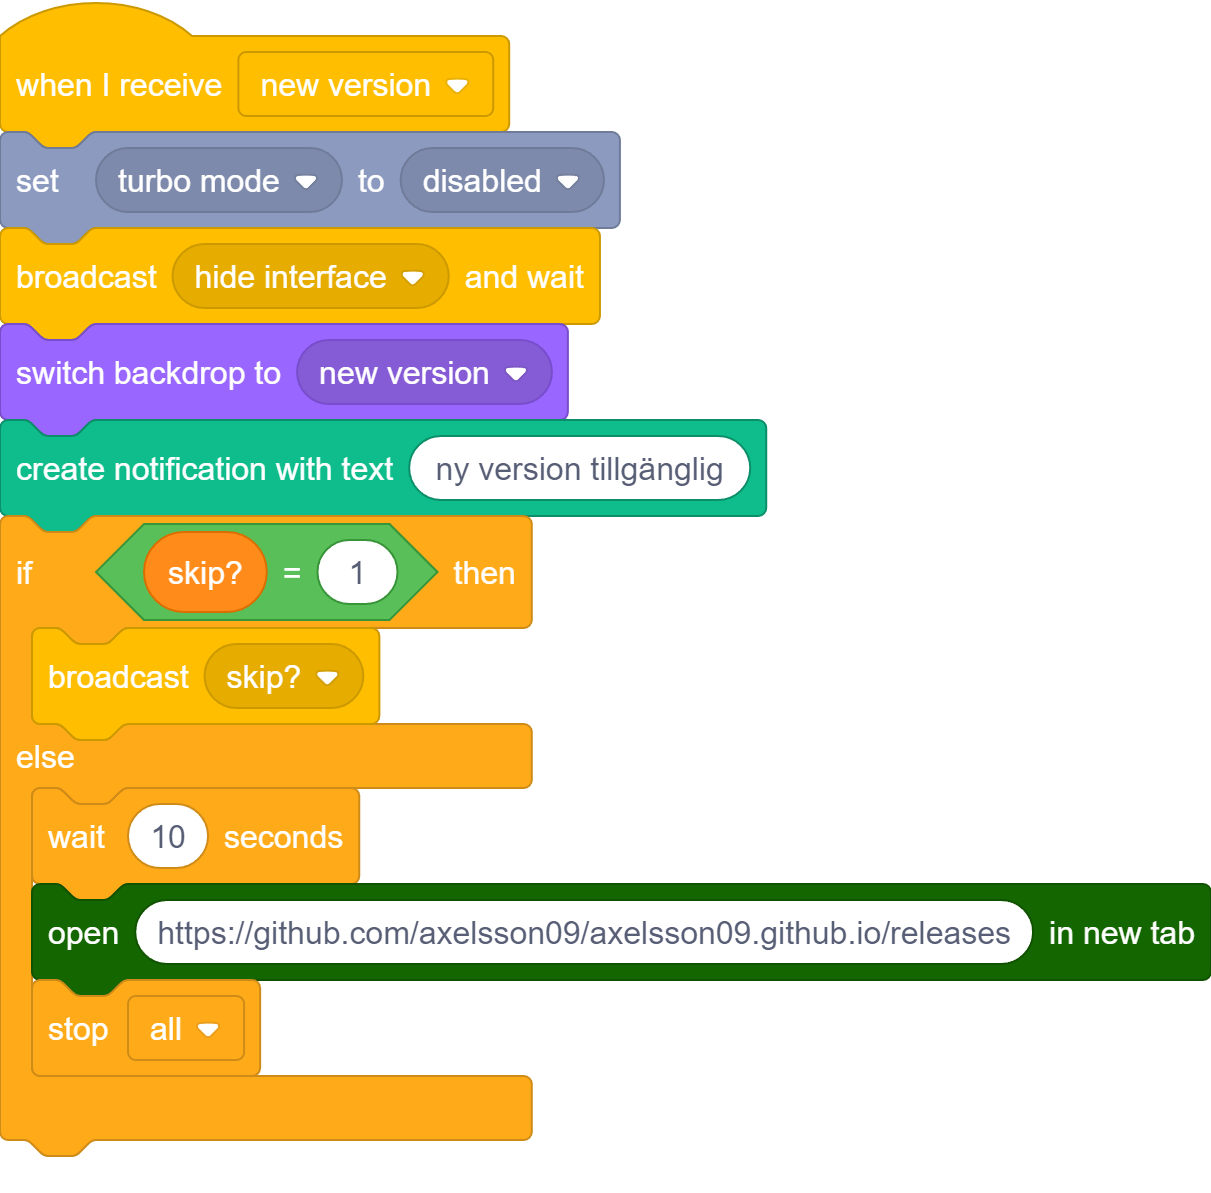 when I receive new version
set turbo mode to disabled
broadcast hide interface and wait
switch backdrop to new version
create notification with text ny version tillgänglig
if skip? = 1 then
broadcast skip?
else
wait 10 seconds
open https://github.com/axelsson09/axelsson09.github.io/releases in new tab
stop all